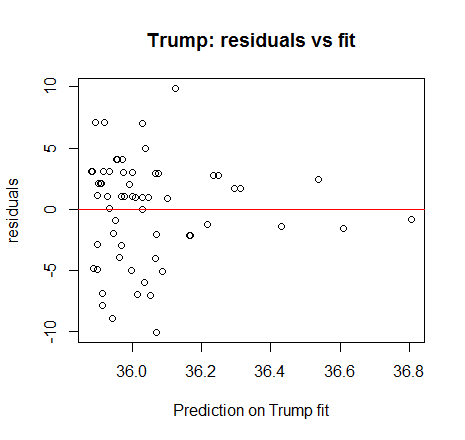 Trump: residuals vs fit
10
5
0
-5
-10
residuals
36.0 36.2 36.4 36.6 36.8
Prediction on Trump fit